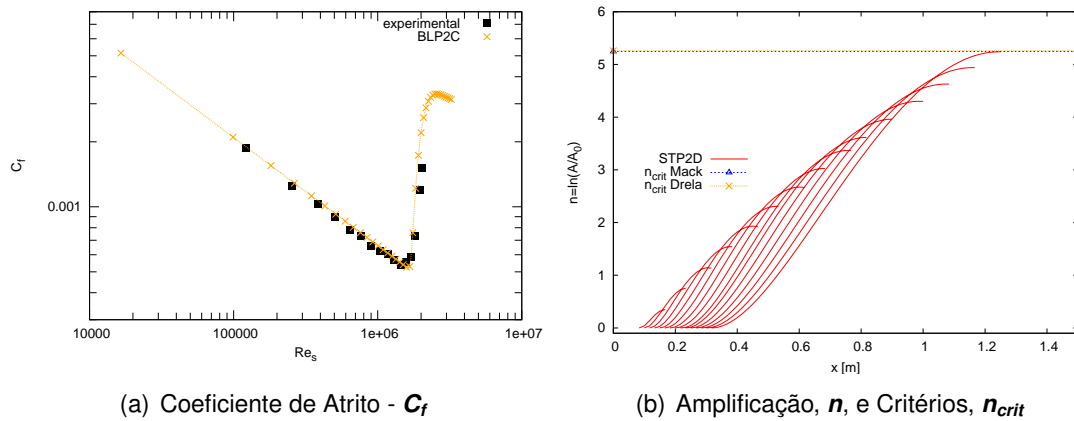 experimental
BLP2C
C_f
0.001
10000
100000
1e+06
1e+07
Re_s
(a) Coeficiente de Atrito - C_f
6
5
4
3
2
1
0
n=ln(A/A_0)
STP2D
n_crit Mack
n_crit Drela
0
0.2
0.4
0.6
0.8
1
1.2
1.4
x [m]
(b) Amplificação, n, e Critérios, n_crit